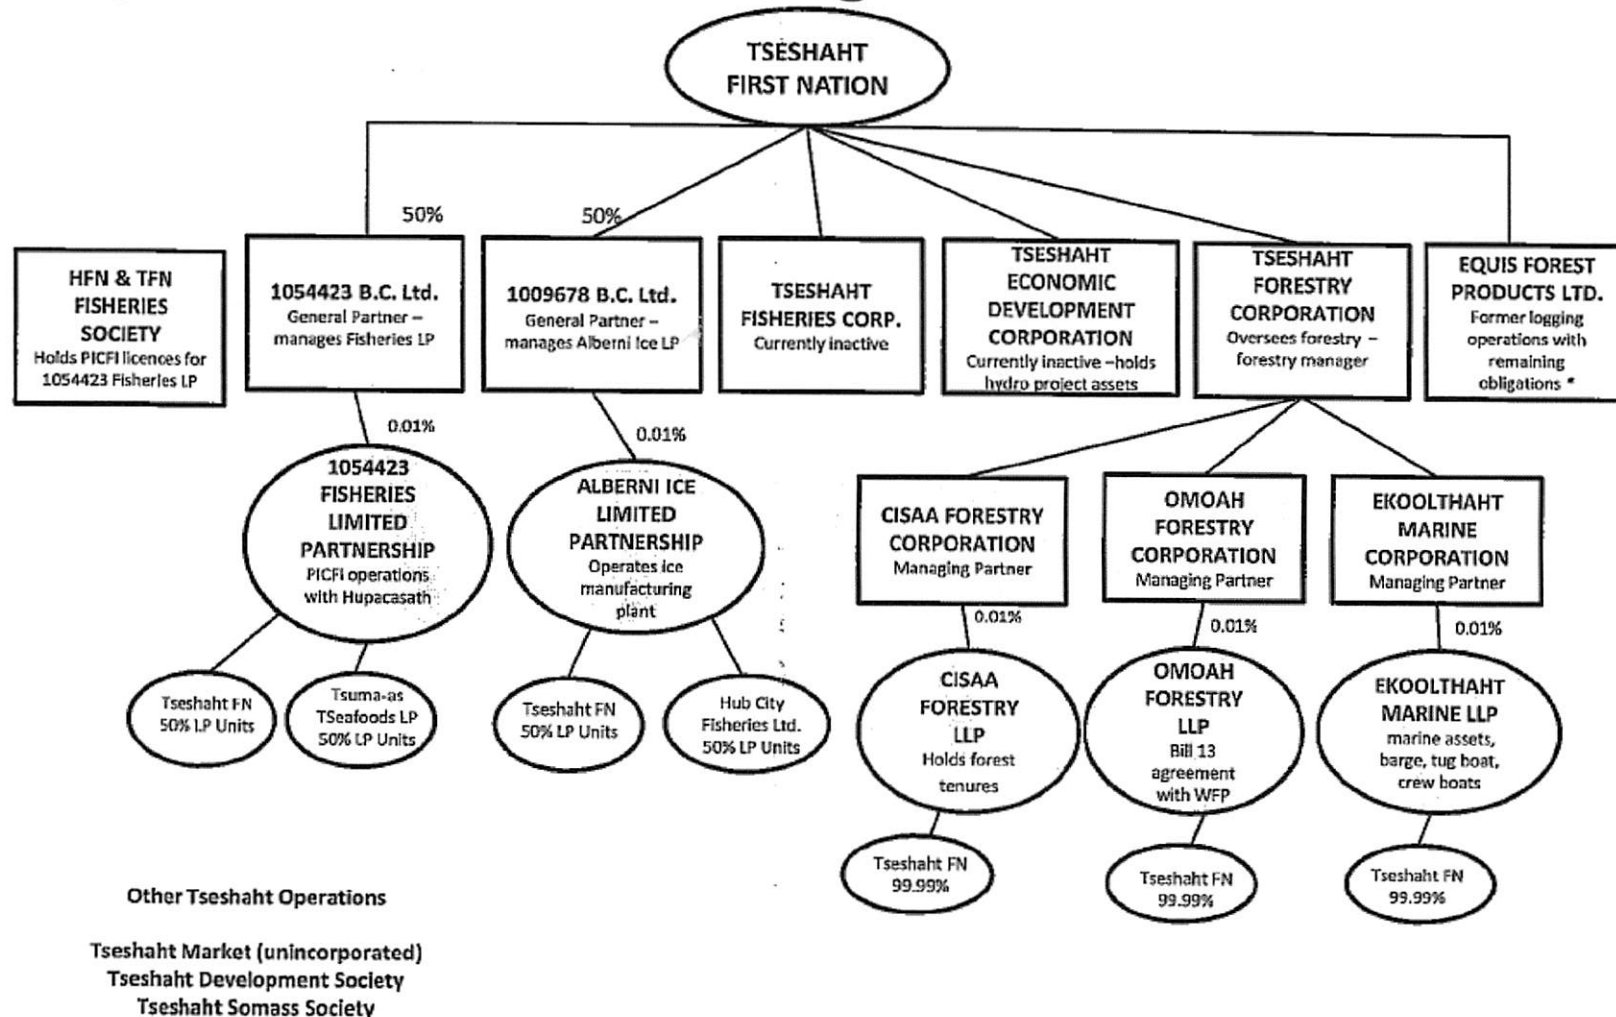 TSESHAHT
FIRST NATION
50%
50%
HFN & TFN
FISHERIES
SOCIETY
Holds PICFI licences for
1054423 Fisheries LP
1054423 B.C. Ltd.
General Partner –
manages Fisheries LP
1009678 B.C. Ltd.
General Partner –
manages Alberni Ice LP
TSESHAHT
FISHERIES CORP.
Currently inactive
TSESHAHT
ECONOMIC
DEVELOPMENT
CORPORATION
Currently inactive –holds
hydro project assets
TSESHAHT
FORESTRY
CORPORATION
Oversees forestry –
forestry manager
EQUIS FOREST
PRODUCTS LTD.
Former logging
operations with
remaining
obligations *
0.01%
0.01%
1054423
FISHERIES
LIMITED
PARTNERSHIP
PICFI operations
with Hupacasath
ALBERNI ICE
LIMITED
PARTNERSHIP
Operates ice
manufacturing
plant
CISAA FORESTRY
CORPORATION
Managing Partner
OMOAH
FORESTRY
CORPORATION
Managing Partner
EKOOLTHAHT
MARINE
CORPORATION
Managing Partner
0.01%
0.01%
0.01%
Tseshaht FN
50% LP Units
Tsuma-as
TSeafoods LP
50% LP Units
Tseshaht FN
50% LP Units
Hub City
Fisheries Ltd.
50% LP Units
CISAA
FORESTRY
LLP
Holds forest
tenures
OMOAH
FORESTRY
LLP
Bill 13
agreement
with WFP
EKOOLTHAHT
MARINE LLP
marine assets,
barge, tug boat,
crew boats
Tseshaht FN
99.99%
Tseshaht FN
99.99%
Tseshaht FN
99.99%
Other Tseshaht Operations
Tseshaht Market (unincorporated)
Tseshaht Development Society
Tseshaht Somass Society